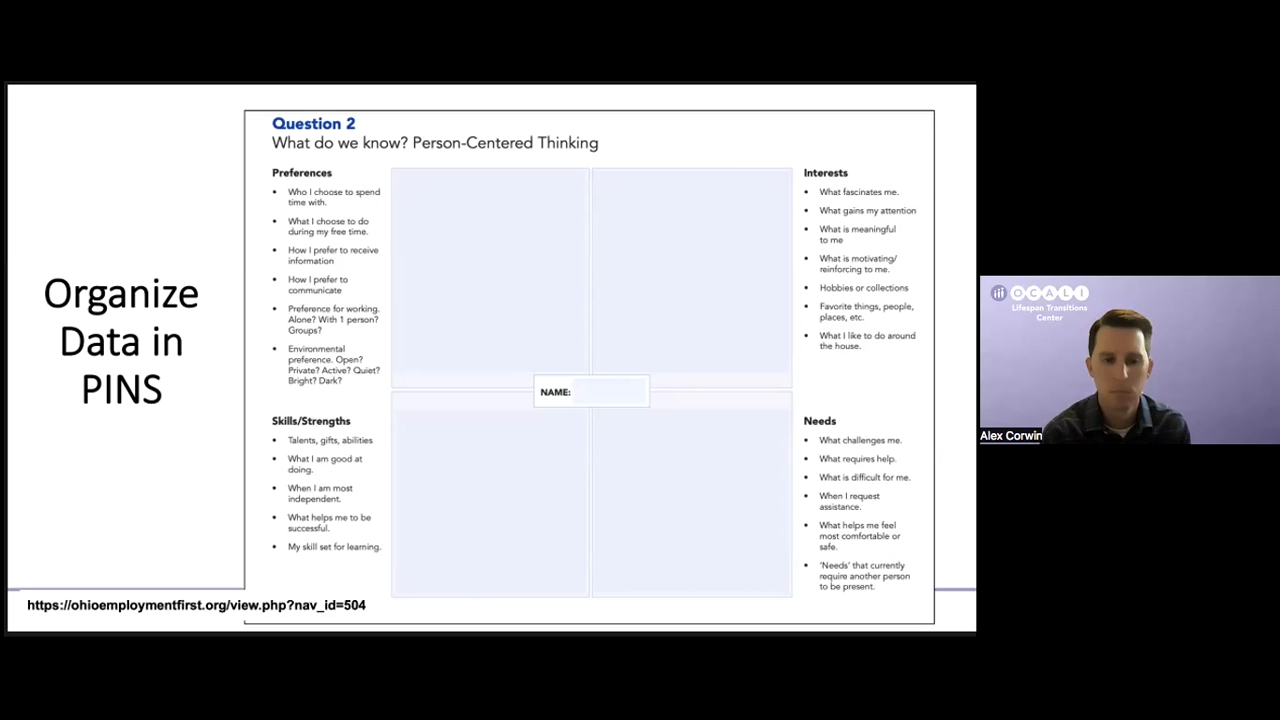 Organize
Data in
PINS
Question 2
What do we know? Person-Centered Thinking
Preferences
• Who I choose to spend
time with.
• What I choose to do
during my free time.
• How I prefer to receive
information
• How I prefer to
communicate
• Preference for working.
Alone? With 1 person?
Groups?
• Environmental
preference. Open?
Private? Active? Quiet?
Bright? Dark?
Interests
• What fascinates me.
• What gains my attention
• What is meaningful
to me
• What is motivating/
reinforcing to me.
• Hobbies or collections
• Favorite things, people,
places, etc.
• What I like to do around
the house.
NAME:
Skills/Strengths
• Talents, gifts, abilities
• What I am good at
doing.
• When I am most
independent.
• What helps me to be
successful.
• My skill set for learning.
Needs
• What challenges me.
• What requires help.
• What is difficult for me.
• When I request
assistance.
• What helps me feel
most comfortable or
safe.
• 'Needs' that currently
require another person
to be present.
https://ohioemploymentfirst.org/view.php?nav_id=504
OCALI
Lifespan Transitions
Center
Alex Corwin